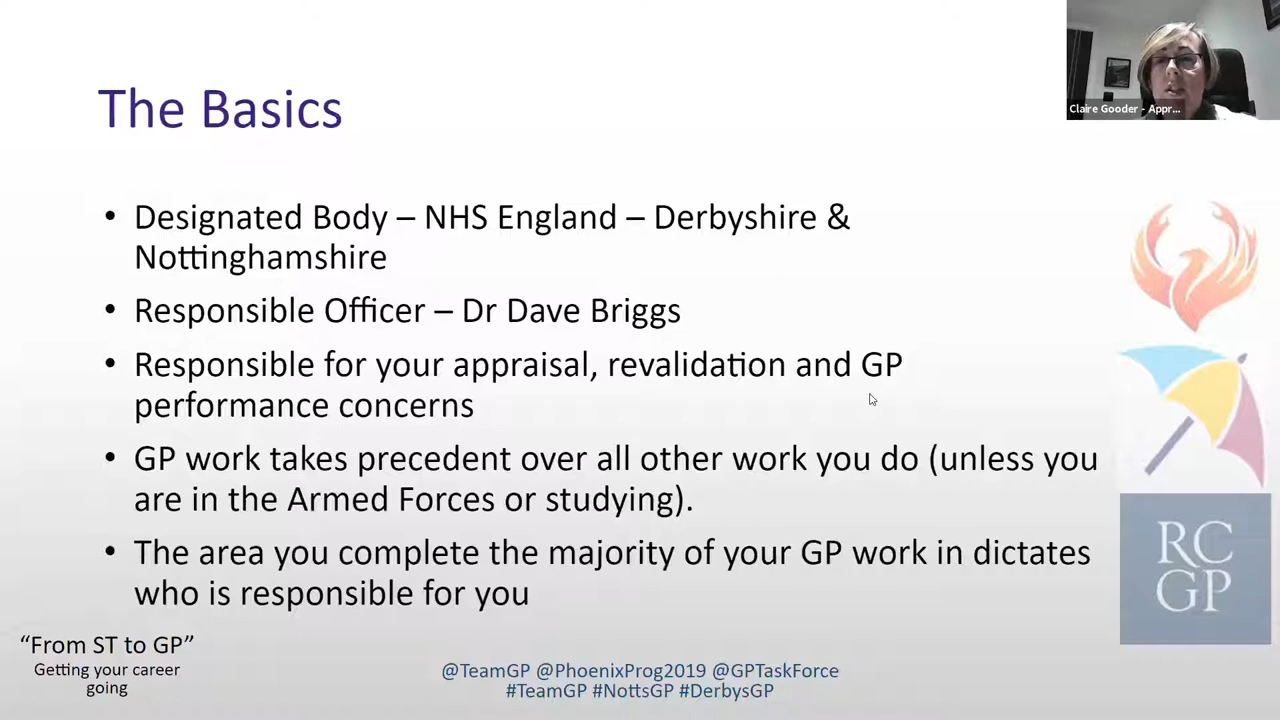 Claire Gooder - Appr...
The Basics
• Designated Body – NHS England – Derbyshire &
Nottinghamshire
• Responsible Officer – Dr Dave Briggs
• Responsible for your appraisal, revalidation and GP
performance concerns
• GP work takes precedent over all other work you do (unless you
are in the Armed Forces or studying).
• The area you complete the majority of your GP work in dictates
who is responsible for you
RC
GP
“From ST to GP”
Getting your career
going
@TeamGP @PhoenixProg2019 @GPTaskForce
#TeamGP #NottsGP #DerbysGP